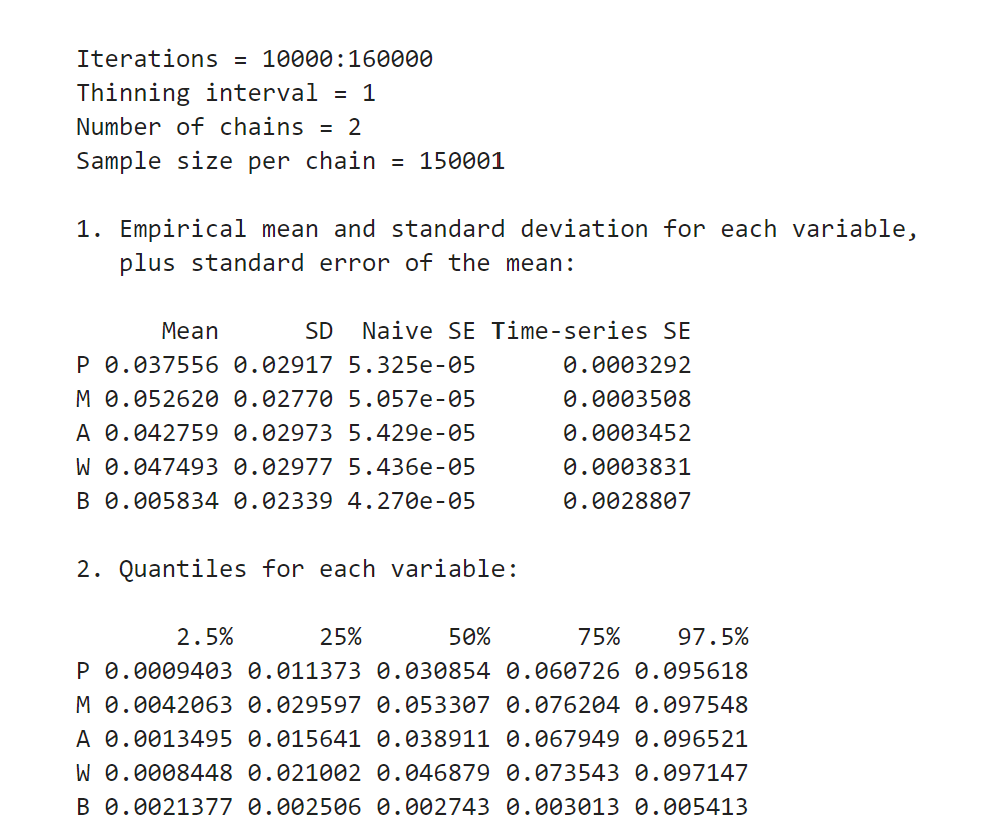 Iterations = 10000:160000
Thinning interval = 1
Number of chains = 2
Sample size per chain = 150001

1. Empirical mean and standard deviation for each variable,
   plus standard error of the mean:

      Mean      SD  Naive SE Time-series SE
P 0.037556 0.02917 5.325e-05      0.0003292
M 0.052620 0.02770 5.057e-05      0.0003508
A 0.042759 0.02973 5.429e-05      0.0003452
W 0.047493 0.02977 5.436e-05      0.0003831
B 0.005834 0.02339 4.270e-05      0.0028807

2. Quantiles for each variable:

       2.5%      25%      50%      75%    97.5%
P 0.0009403 0.011373 0.030854 0.060726 0.095618
M 0.0042063 0.029597 0.053307 0.076204 0.097548
A 0.0013495 0.015641 0.038911 0.067949 0.096521
W 0.0008448 0.021002 0.046879 0.073543 0.097147
B 0.0021377 0.002506 0.002743 0.003013 0.005413